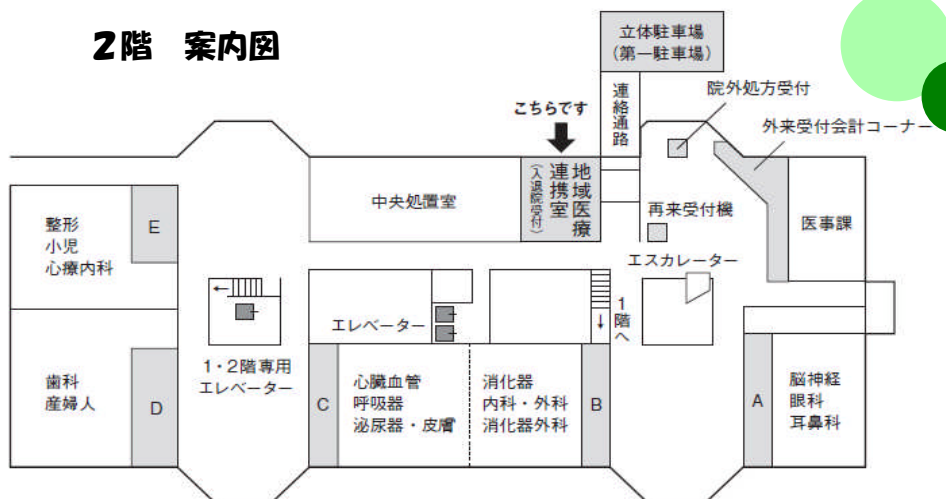 2階 案内図
立体駐車場
（第一駐車場）
連絡通路
院外処方受付
外来受付会計コーナー
こちらです
地域医療
連携室
（入退院受付）
中央処置室
再来受付機
医事課
エスカレーター
整形
小児
心療内科
E
エレベーター
1階へ
1・2階専用
エレベーター
歯科
産婦人
D
C
心臓血管
呼吸器
泌尿器・皮膚
消化器
内科・外科
消化器外科
B
A
脳神経
眼科
耳鼻科